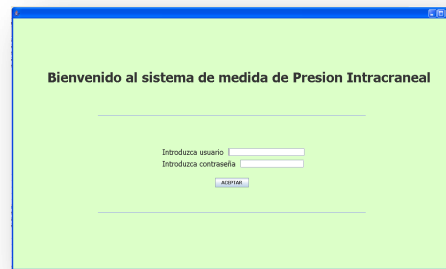 Bienvenido al sistema de medida de Presion Intracraneal
Introduzca usuario
Introduzca contraseña
ACEPTAR